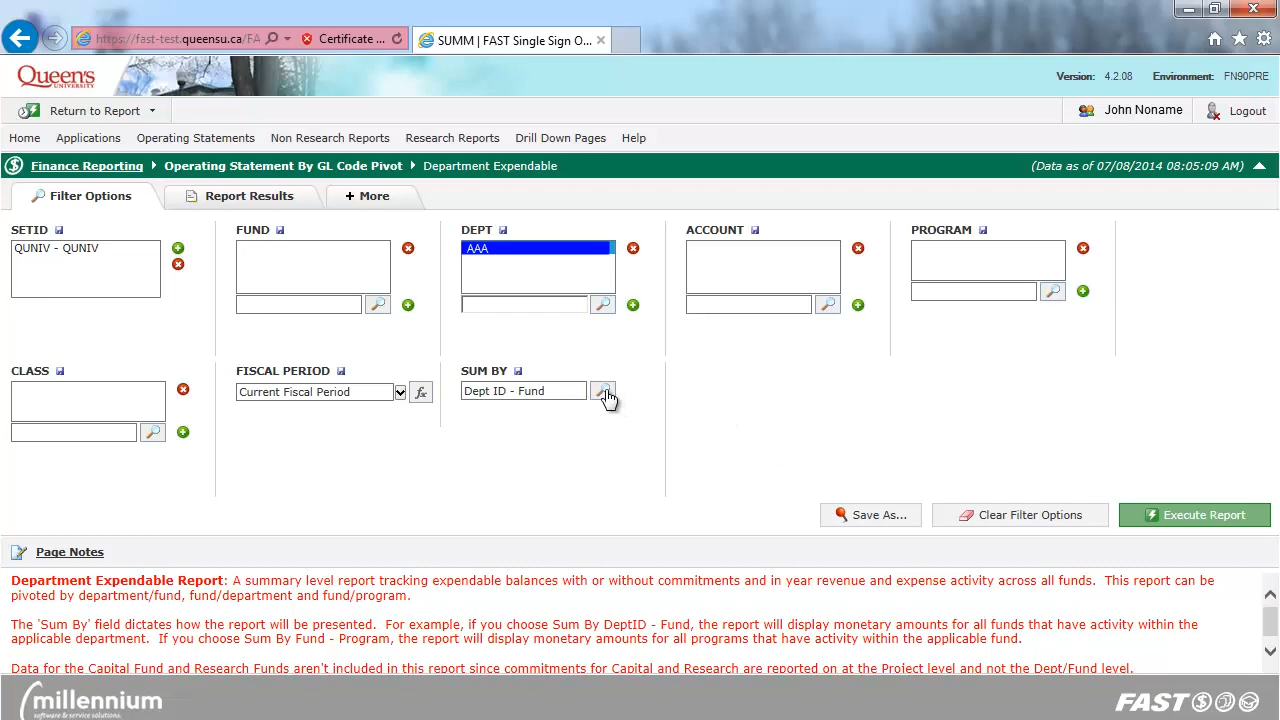 https://fast-test.queensu.ca/FA
Certificate ...
SUMM | FAST Single Sign O...
Queen's
UNIVERSITY
Version: 4.2.08 Environment: FN90PRE
Return to Report
John Noname
Logout
Home Applications Operating Statements Non Research Reports Research Reports Drill Down Pages Help
Finance Reporting Operating Statement By GL Code Pivot Department Expendable (Data as of 07/08/2014 08:05:09 AM)
Filter Options Report Results + More
SETID FUND DEPT ACCOUNT PROGRAM
QUNIV - QUNIV
AAA
CLASS FISCAL PERIOD SUM BY
Current Fiscal Period
fx
Dept ID - Fund
Save As... Clear Filter Options Execute Report
Page Notes
Department Expendable Report: A summary level report tracking expendable balances with or without commitments and in year revenue and expense activity across all funds. This report can be
pivoted by department/fund, fund/department and fund/program.
The 'Sum By' field dictates how the report will be presented. For example, if you choose Sum By DeptID - Fund, the report will display monetary amounts for all funds that have activity within the
applicable department. If you choose Sum By Fund - Program, the report will display monetary amounts for all programs that have activity within the applicable fund.
Data for the Capital Fund and Research Funds aren't included in this report since commitments for Capital and Research are reported on at the Project level and not the Dept/Fund level.
millennium
software & service solutions.
FAST